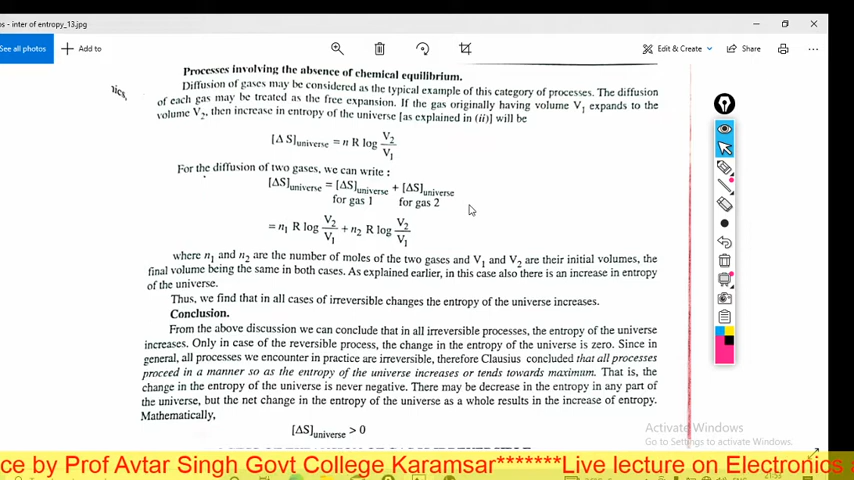 os - inter of entropy_13.jpg
See all photos
Add to
Edit & Create
Share
Processes involving the absence of chemical equilibrium.
Diffusion of gases may be considered as the typical example of this category of processes. The diffusion
of each gas may be treated as the free expansion. If the gas originally having volume V₁ expands to the
volume V₂, then increase in entropy of the universe [as explained in (ii)] will be
[Δ S]universe = n R log V₂/V₁
For the diffusion of two gases, we can write :
[ΔS]universe = [ΔS]universe + [ΔS]universe
for gas 1 for gas 2
= n₁ R log V₂/V₁ + n₂ R log V₂/V₁
where n₁ and n₂ are the number of moles of the two gases and V₁ and V₂ are their initial volumes, the
final volume being the same in both cases. As explained earlier, in this case also there is an increase in entropy
of the universe.
Thus, we find that in all cases of irreversible changes the entropy of the universe increases.
Conclusion.
From the above discussion we can conclude that in all irreversible processes, the entropy of the universe
increases. Only in case of the reversible process, the change in the entropy of the universe is zero. Since in
general, all processes we encounter in practice are irreversible, therefore Clausius concluded that all processes
proceed in a manner so as the entropy of the universe increases or tends towards maximum. That is, the
change in the entropy of the universe is never negative. There may be decrease in the entropy in any part of
the universe, but the net change in the entropy of the universe as a whole results in the increase of entropy.
Mathematically,
[ΔS]universe > 0
Activate Windows
Go to Settings to activate Windows.
ce by Prof Avtar Singh Govt College Karamsar*******Live lecture on Electronics a